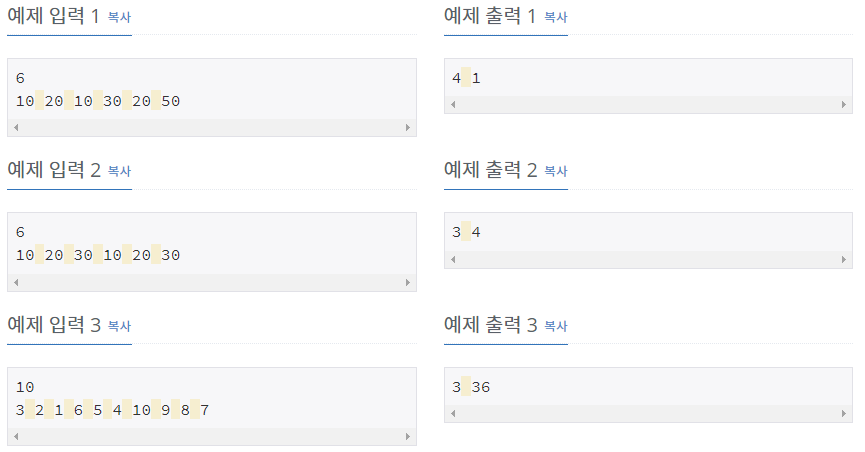 예제 입력 1 복사
6
10 20 10 30 20 50
예제 출력 1 복사
4 1
예제 입력 2 복사
6
10 20 30 10 20 30
예제 출력 2 복사
3 4
예제 입력 3 복사
10
3 2 1 6 5 4 10 9 8 7
예제 출력 3 복사
3 36